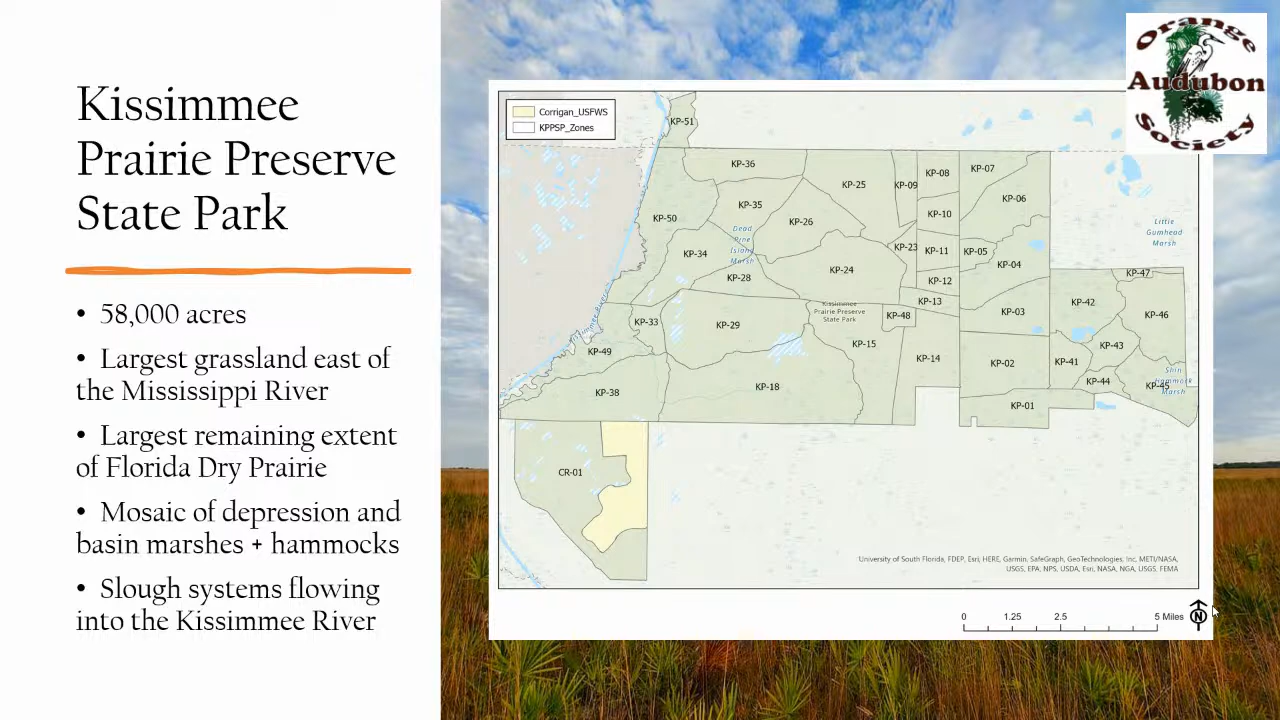 Kissimmee
Prairie Preserve
State Park
• 58,000 acres
• Largest grassland east of
the Mississippi River
• Largest remaining extent
of Florida Dry Prairie
• Mosaic of depression and
basin marshes + hammocks
• Slough systems flowing
into the Kissimmee River
Orange
Audubon
Society
Corrigan_USFWS
KPPSP_Zones
KP-51
KP-36
KP-25
KP-09
KP-08
KP-07
KP-06
KP-35
KP-50
KP-26
KP-10
Dead
Pine
Island
Marsh
Little
Gumhead
Marsh
KP-34
KP-23
KP-11
KP-05
KP-04
KP-28
KP-24
KP-12
KP-47
Kissimmee River
KP-13
KP-42
KP-46
Kissimmee
Prairie Preserve
State Park
KP-48
KP-03
KP-33
KP-29
KP-15
KP-43
KP-49
KP-14
KP-02
KP-41
KP-44
Shin
Hammock
Marsh
KP-45
KP-38
KP-18
KP-01
CR-01
University of South Florida, FDEP, Esri, HERE, Garmin, SafeGraph, GeoTechnologies, Inc, METI/NASA,
USGS, EPA, NPS, USDA, Esri, NASA, NGA, USGS, FEMA
0 1.25 2.5 5 Miles
N